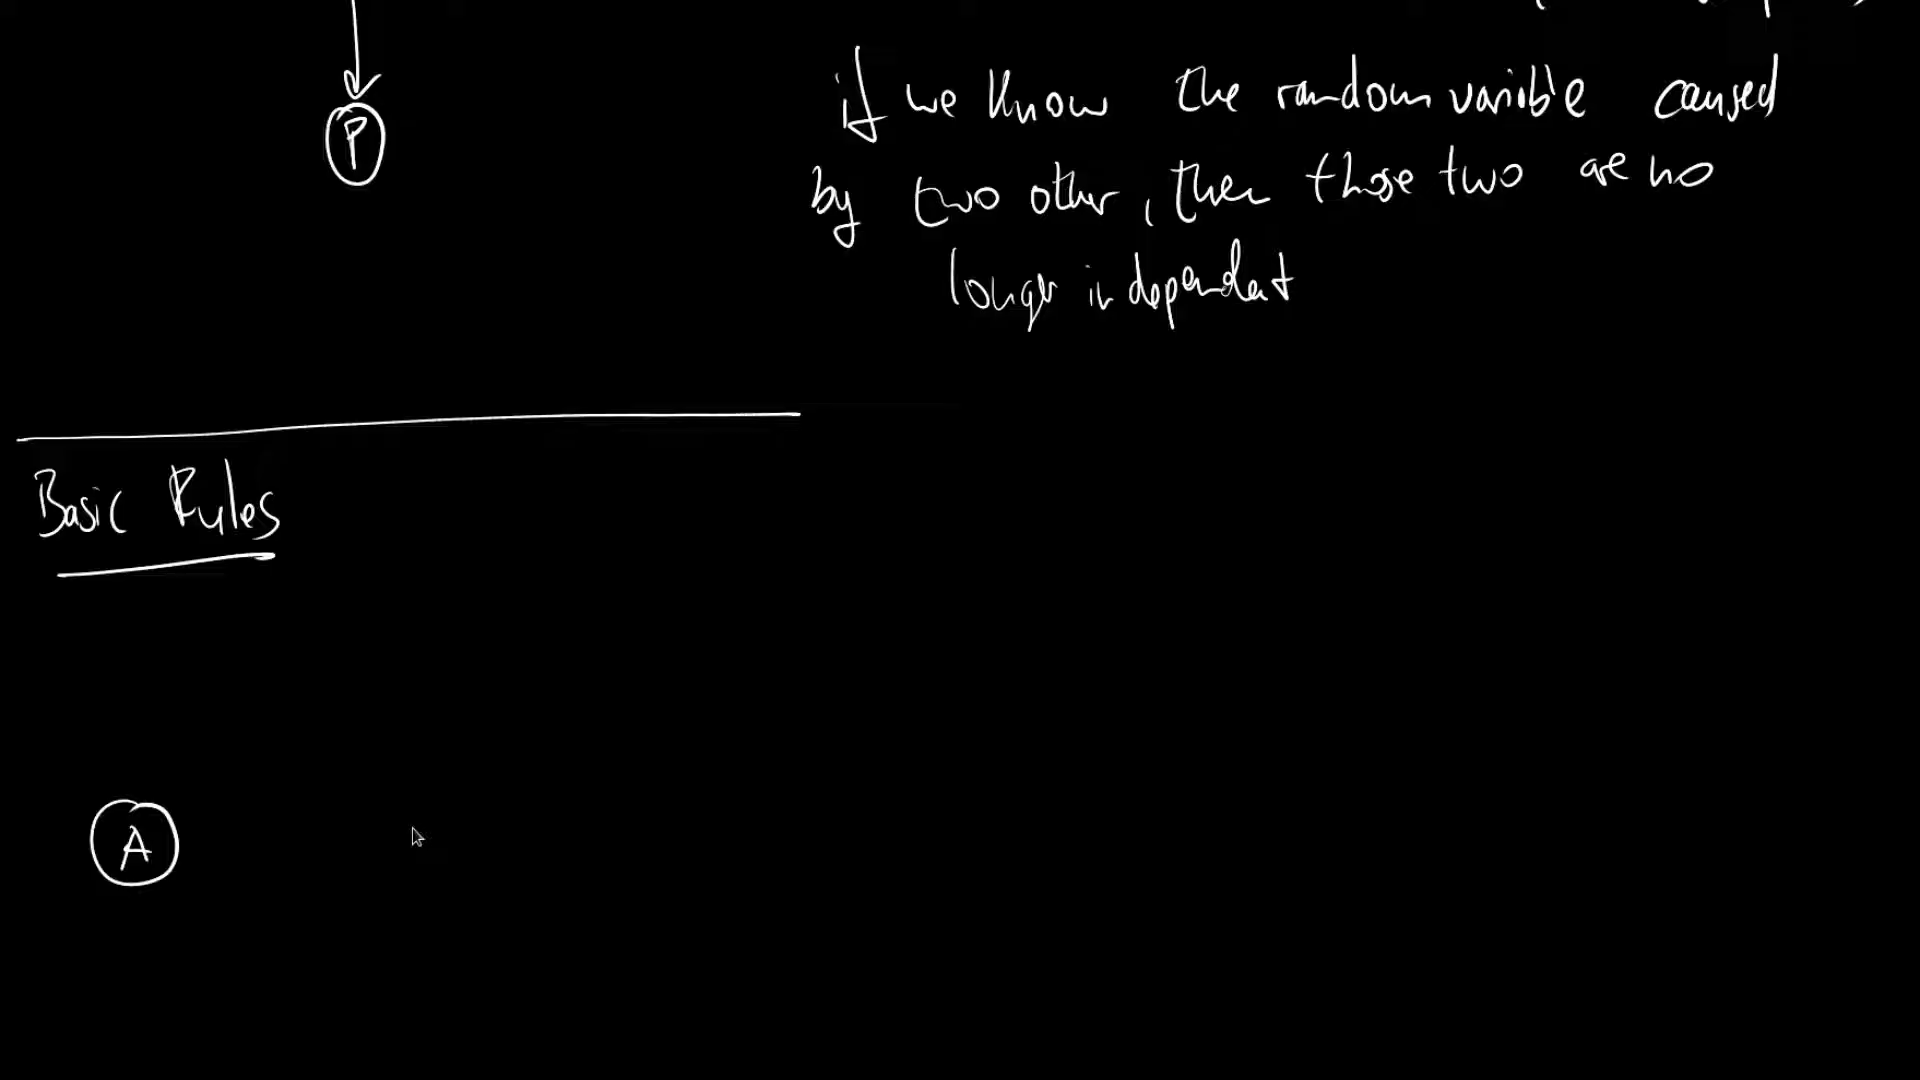 if we know the random varible caused
P
by two other, then those two are no
longer independent
Basic Rules
A